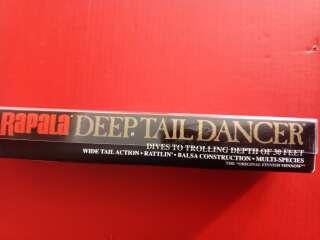 Rapala DEEP TAIL DANCER
DIVES TO TROLLING DEPTH OF 30 FEET
WIDE TAIL ACTION • RATTLIN' • BALSA CONSTRUCTION • MULTI-SPECIES
THE "ORIGINAL FINNISH MINNOW"